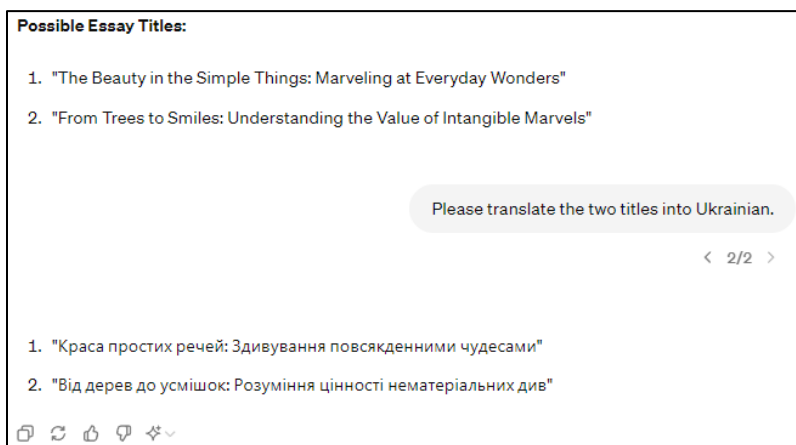 Possible Essay Titles:
1. "The Beauty in the Simple Things: Marveling at Everyday Wonders"
2. "From Trees to Smiles: Understanding the Value of Intangible Marvels"
Please translate the two titles into Ukrainian.
< 2/2 >
1. "Краса простих речей: Здивування повсякденними чудесами"
2. "Від дерев до усмішок: Розуміння цінності нематеріальних див"